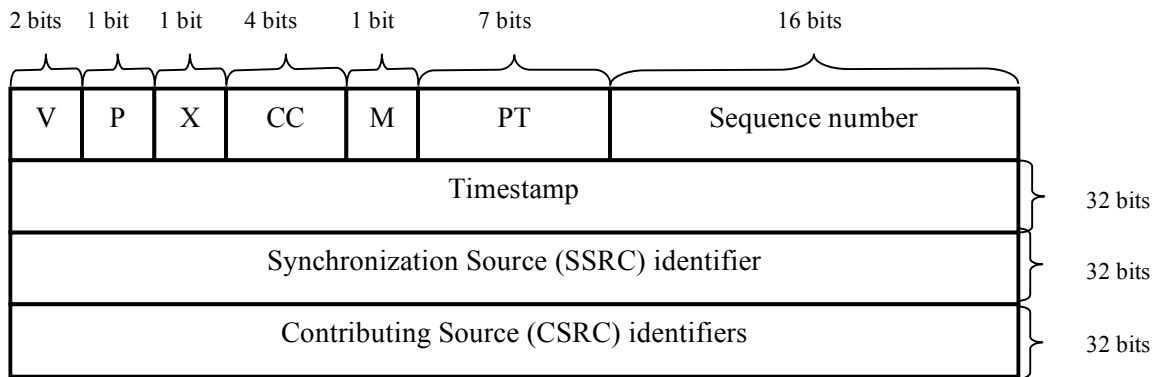 2 bits 1 bit 1 bit 4 bits 1 bit 7 bits 16 bits
V P X CC M PT Sequence number
Timestamp
32 bits
Synchronization Source (SSRC) identifier
32 bits
Contributing Source (CSRC) identifiers
32 bits